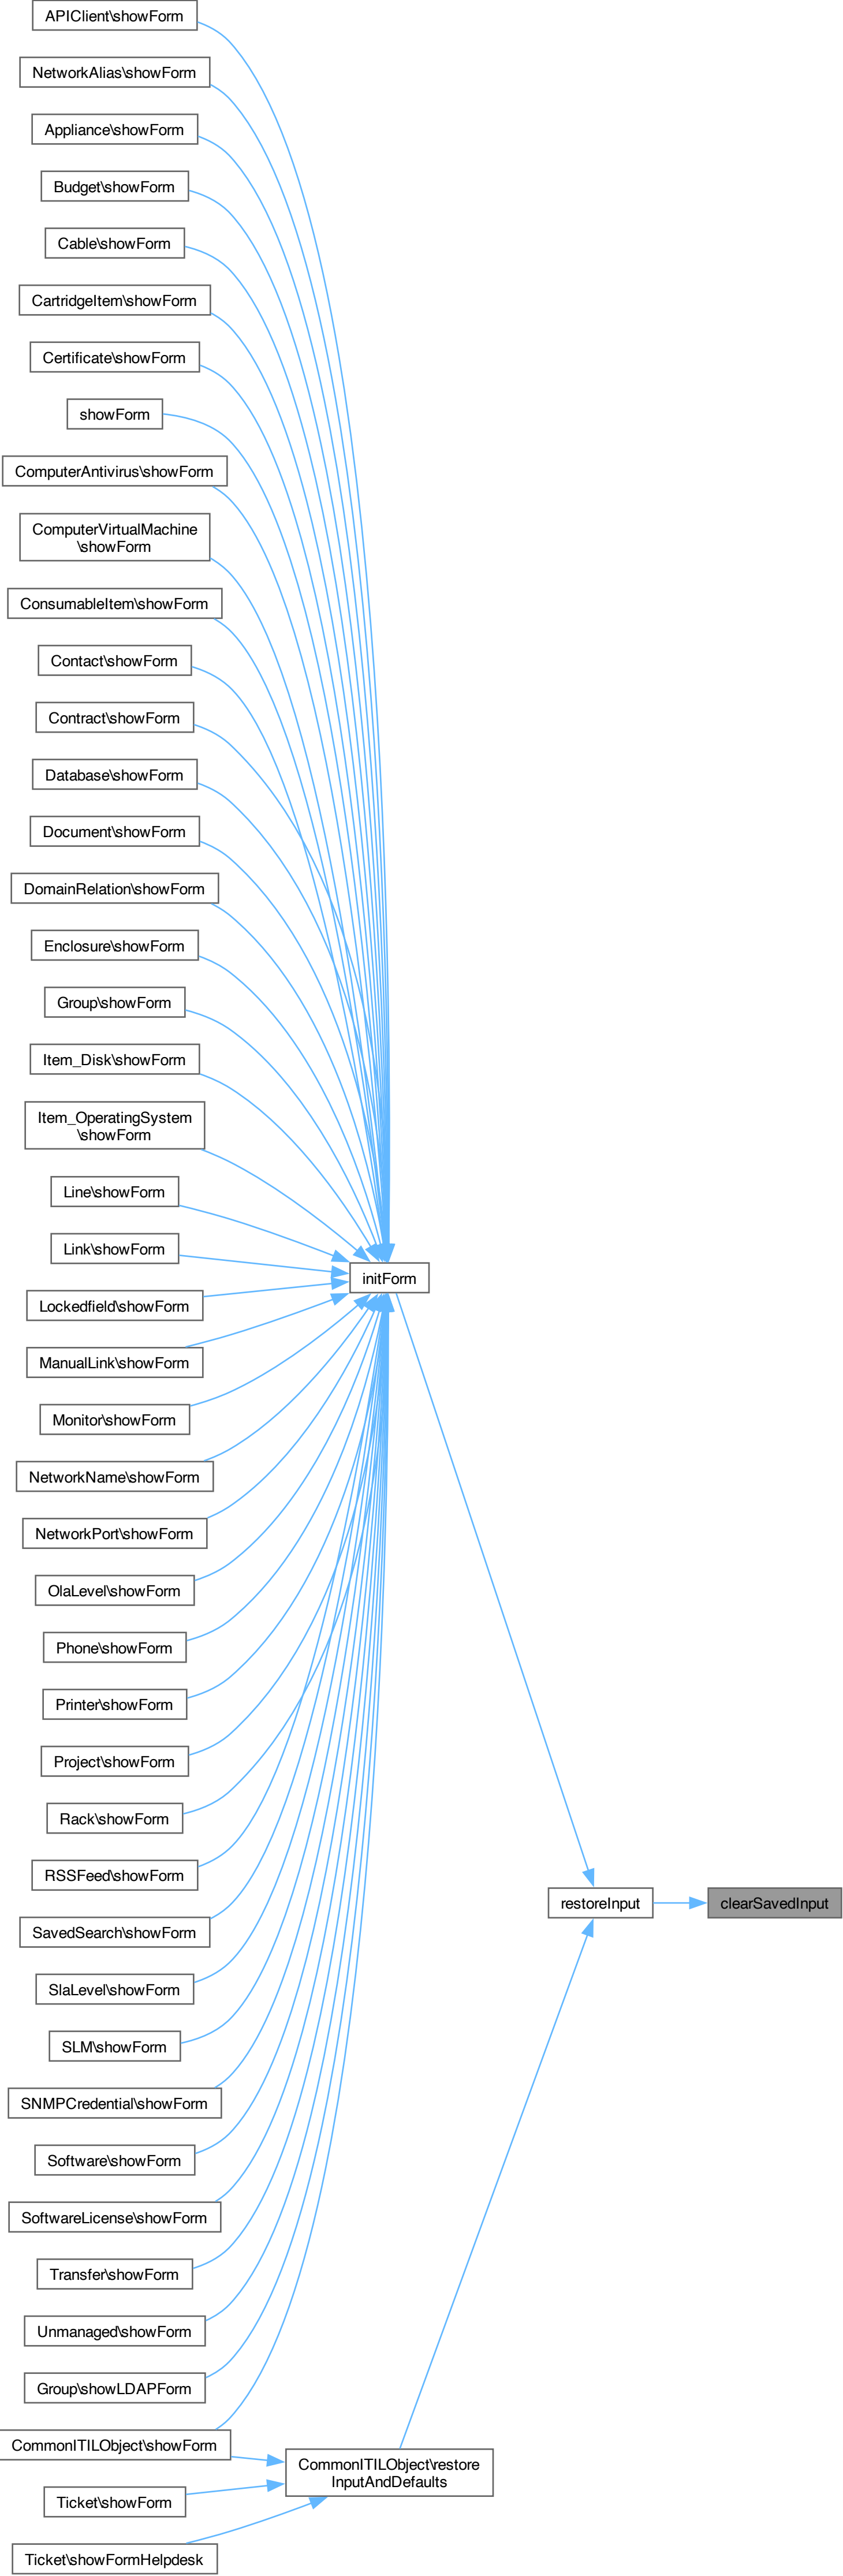 APIClient\showForm
NetworkAlias\showForm
Appliance\showForm
Budget\showForm
Cable\showForm
CartridgeItem\showForm
Certificate\showForm
showForm
ComputerAntivirus\showForm
ComputerVirtualMachine
\showForm
ConsumableItem\showForm
Contact\showForm
Contract\showForm
Database\showForm
Document\showForm
DomainRelation\showForm
Enclosure\showForm
Group\showForm
Item_Disk\showForm
Item_OperatingSystem
\showForm
Line\showForm
Link\showForm
initForm
Lockedfield\showForm
ManualLink\showForm
Monitor\showForm
NetworkName\showForm
NetworkPort\showForm
OlaLevel\showForm
Phone\showForm
Printer\showForm
Project\showForm
Rack\showForm
RSSFeed\showForm
restoreInput
clearSavedInput
SavedSearch\showForm
SlaLevel\showForm
SLM\showForm
SNMPCredential\showForm
Software\showForm
SoftwareLicense\showForm
Transfer\showForm
Unmanaged\showForm
Group\showLDAPForm
CommonITILObject\showForm
CommonITILObject\restore
InputAndDefaults
Ticket\showForm
Ticket\showFormHelpdesk